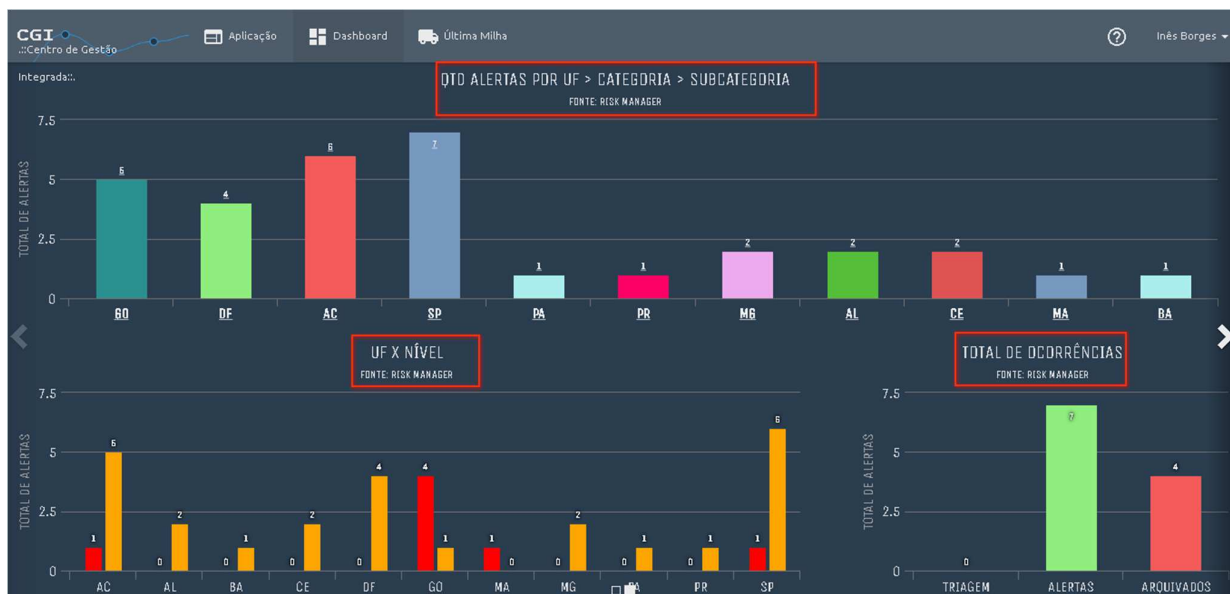 CGI
.::Centro de Gestão
Integrada::.
Aplicação
Dashboard
Última Milha
?
Inês Borges
QTD ALERTAS POR UF > CATEGORIA > SUBCATEGORIA
FONTE: RISK MANAGER
TOTAL DE ALERTAS
7.5
5
2.5
0
5 4 6 7 1 1 2 2 2 1 1
GO DF AC SP PA PR MG AL CE MA BA
UF X NÍVEL
FONTE: RISK MANAGER
TOTAL DE ALERTAS
7.5
5
2.5
0
1 5 0 2 0 1 0 2 0 4 4 1 1 0 0 2 0 1 0 1 1 6
AC AL BA CE DF GO MA MG PA PR SP
TOTAL DE OCORRÊNCIAS
FONTE: RISK MANAGER
TOTAL DE ALERTAS
7.5
5
2.5
0
0 7 4
TRIAGEM ALERTAS ARQUIVADOS